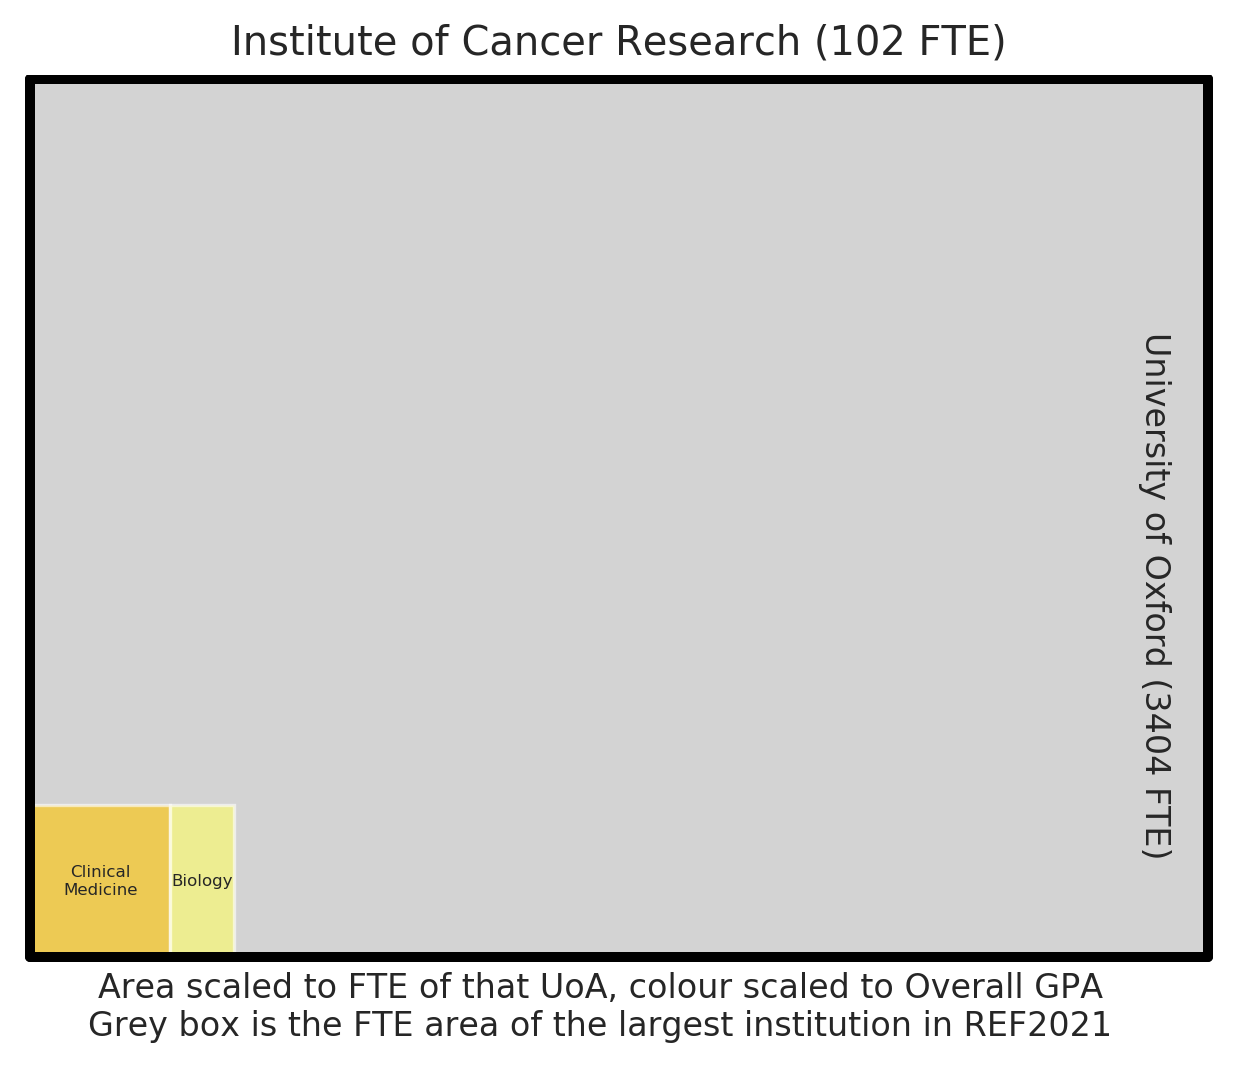 Institute of Cancer Research (102 FTE)
University of Oxford (3404 FTE)
Clinical
Medicine
Biology
Area scaled to FTE of that UoA, colour scaled to Overall GPA
Grey box is the FTE area of the largest institution in REF2021